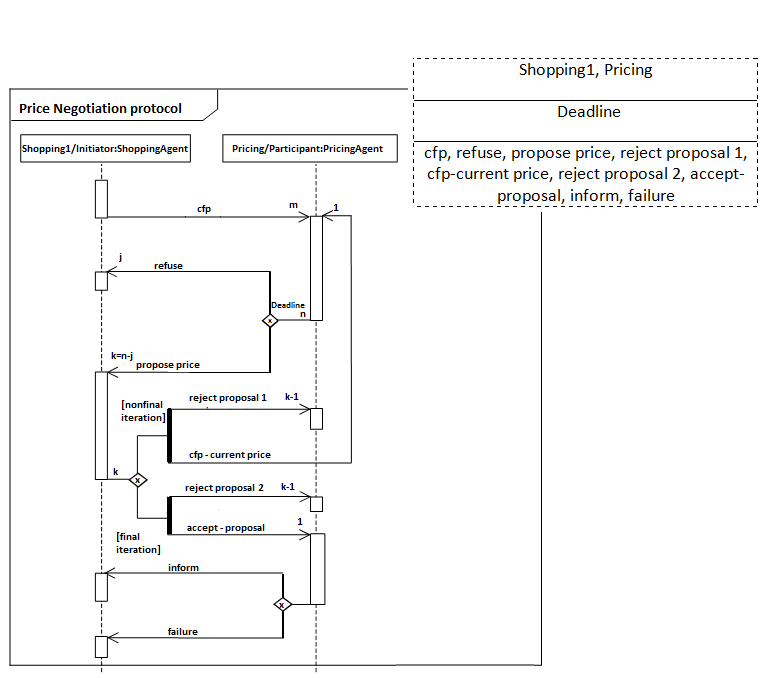 Shopping1, Pricing
Deadline
cfp, refuse, propose price, reject proposal 1,
cfp-current price, reject proposal 2, accept-
proposal, inform, failure
Price Negotiation protocol
Shopping1/Initiator:ShoppingAgent
Pricing/Participant:PricingAgent
cfp
m
1
j
refuse
Deadline
n
x
k=n-j
propose price
[nonfinal
iteration]
reject proposal 1
k-1
cfp - current price
k
x
reject proposal 2
k-1
accept - proposal
1
[final
iteration]
inform
x
failure